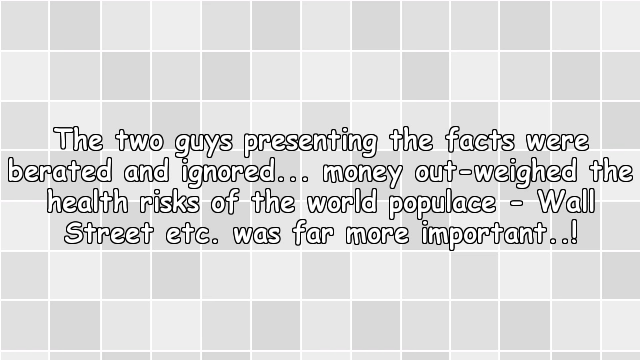 The two guys presenting the facts were
berated and ignored... money out-weighed the
health risks of the world populace - Wall
Street etc. was far more important..!